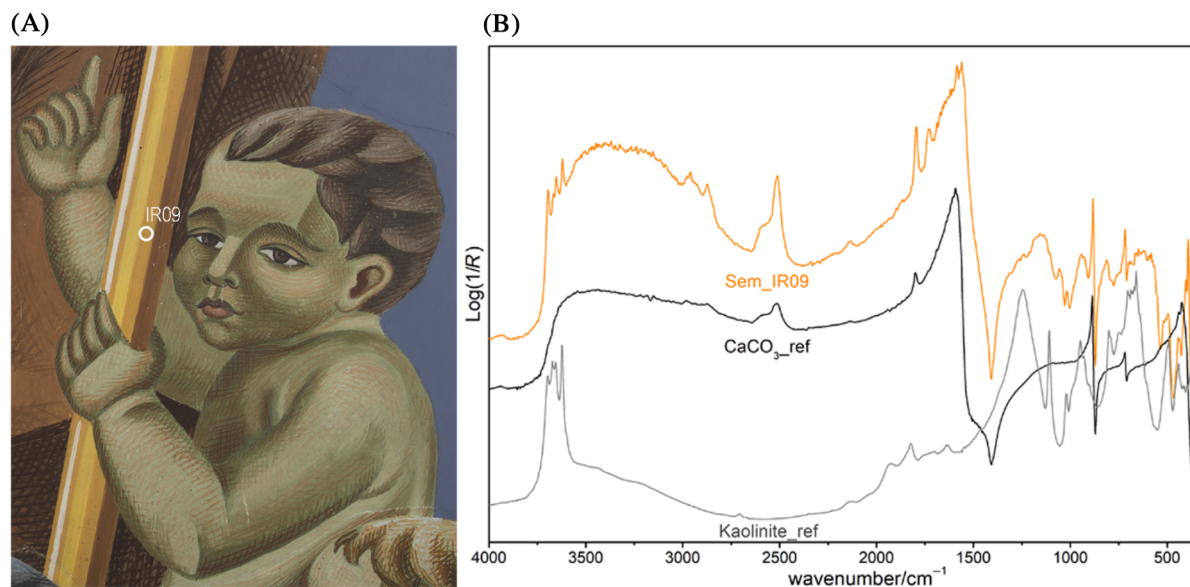 (A)
(B)
IR09
Log(1/R)
Sem_IR09
CaCO₃_ref
Kaolinite_ref
4000 3500 3000 2500 2000 1500 1000 500
wavenumber/cm⁻¹